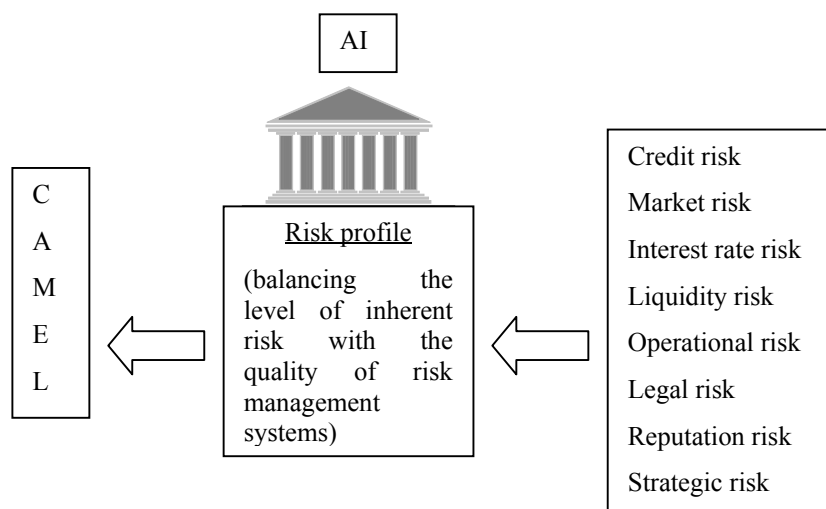 AI
C
A
M
E
L
Risk profile
(balancing the
level of inherent
risk with the
quality of risk
management
systems)
Credit risk
Market risk
Interest rate risk
Liquidity risk
Operational risk
Legal risk
Reputation risk
Strategic risk